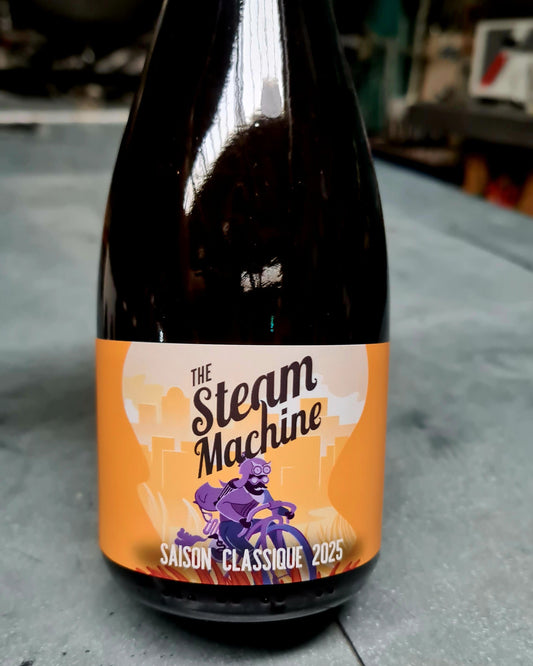 THE
Steam
Machine
SAISON CLASSIQUE 2025